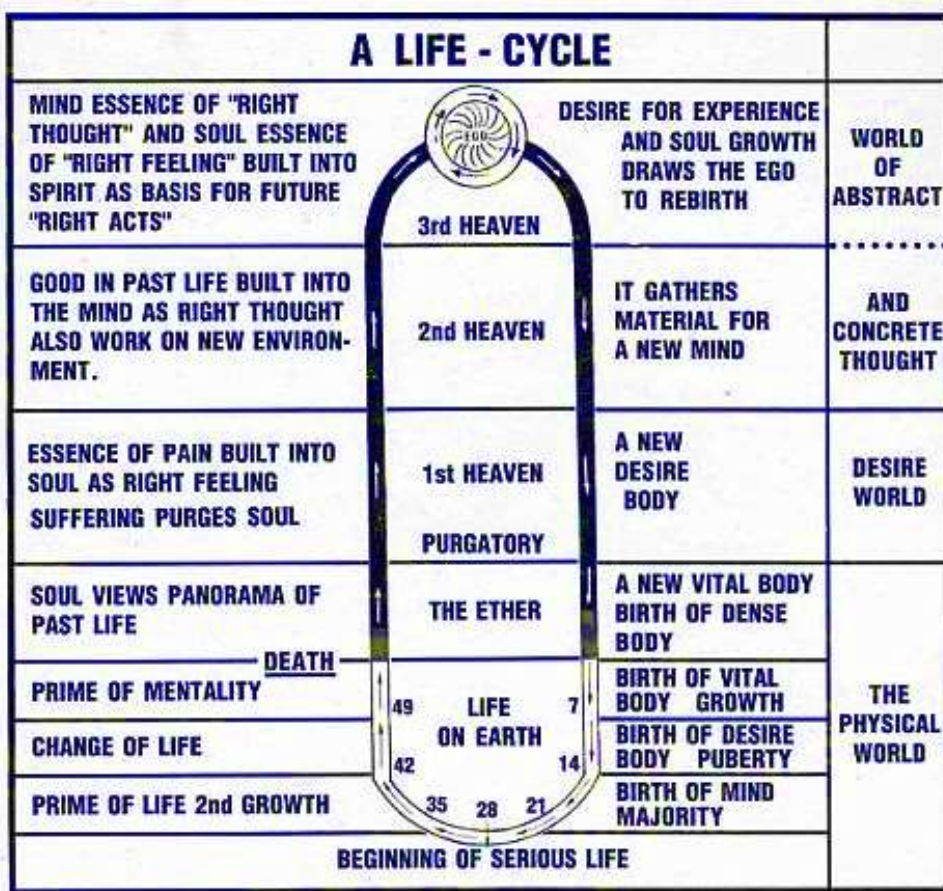 A LIFE - CYCLE
MIND ESSENCE OF "RIGHT
THOUGHT" AND SOUL ESSENCE
OF "RIGHT FEELING" BUILT INTO
SPIRIT AS BASIS FOR FUTURE
"RIGHT ACTS"
EGO
3rd HEAVEN
DESIRE FOR EXPERIENCE
AND SOUL GROWTH
DRAWS THE EGO
TO REBIRTH
WORLD
OF
ABSTRACT
GOOD IN PAST LIFE BUILT INTO
THE MIND AS RIGHT THOUGHT
ALSO WORK ON NEW ENVIRON-
MENT.
2nd HEAVEN
IT GATHERS
MATERIAL FOR
A NEW MIND
AND
CONCRETE
THOUGHT
ESSENCE OF PAIN BUILT INTO
SOUL AS RIGHT FEELING
SUFFERING PURGES SOUL
1st HEAVEN
PURGATORY
A NEW
DESIRE
BODY
DESIRE
WORLD
SOUL VIEWS PANORAMA OF
PAST LIFE
THE ETHER
A NEW VITAL BODY
BIRTH OF DENSE
BODY
DEATH
PRIME OF MENTALITY
49
LIFE
ON EARTH
7
BIRTH OF VITAL
BODY GROWTH
THE
PHYSICAL
WORLD
CHANGE OF LIFE
42
14
BIRTH OF DESIRE
BODY PUBERTY
PRIME OF LIFE 2nd GROWTH
35
28
21
BIRTH OF MIND
MAJORITY
BEGINNING OF SERIOUS LIFE